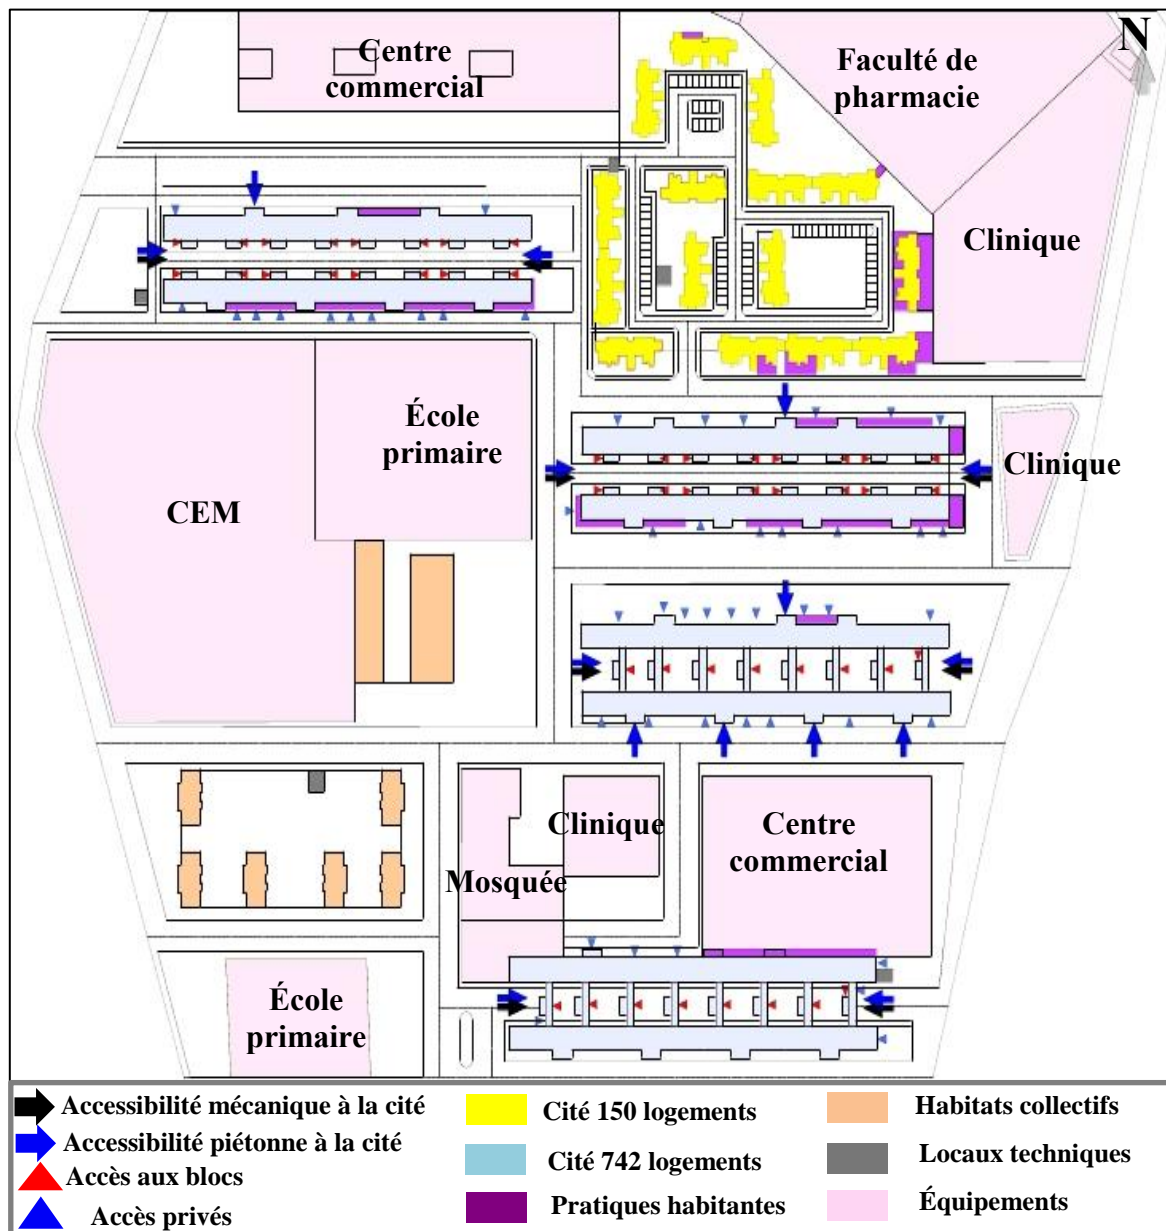 N
Centre
commercial
Faculté de
pharmacie
Clinique
École
primaire
CEM
Clinique
Clinique
Centre
commercial
Mosquée
École
primaire
Accessibilité mécanique à la cité
Accessibilité piétonne à la cité
Accès aux blocs
Accès privés
Cité 150 logements
Cité 742 logements
Pratiques habitantes
Habitats collectifs
Locaux techniques
Équipements